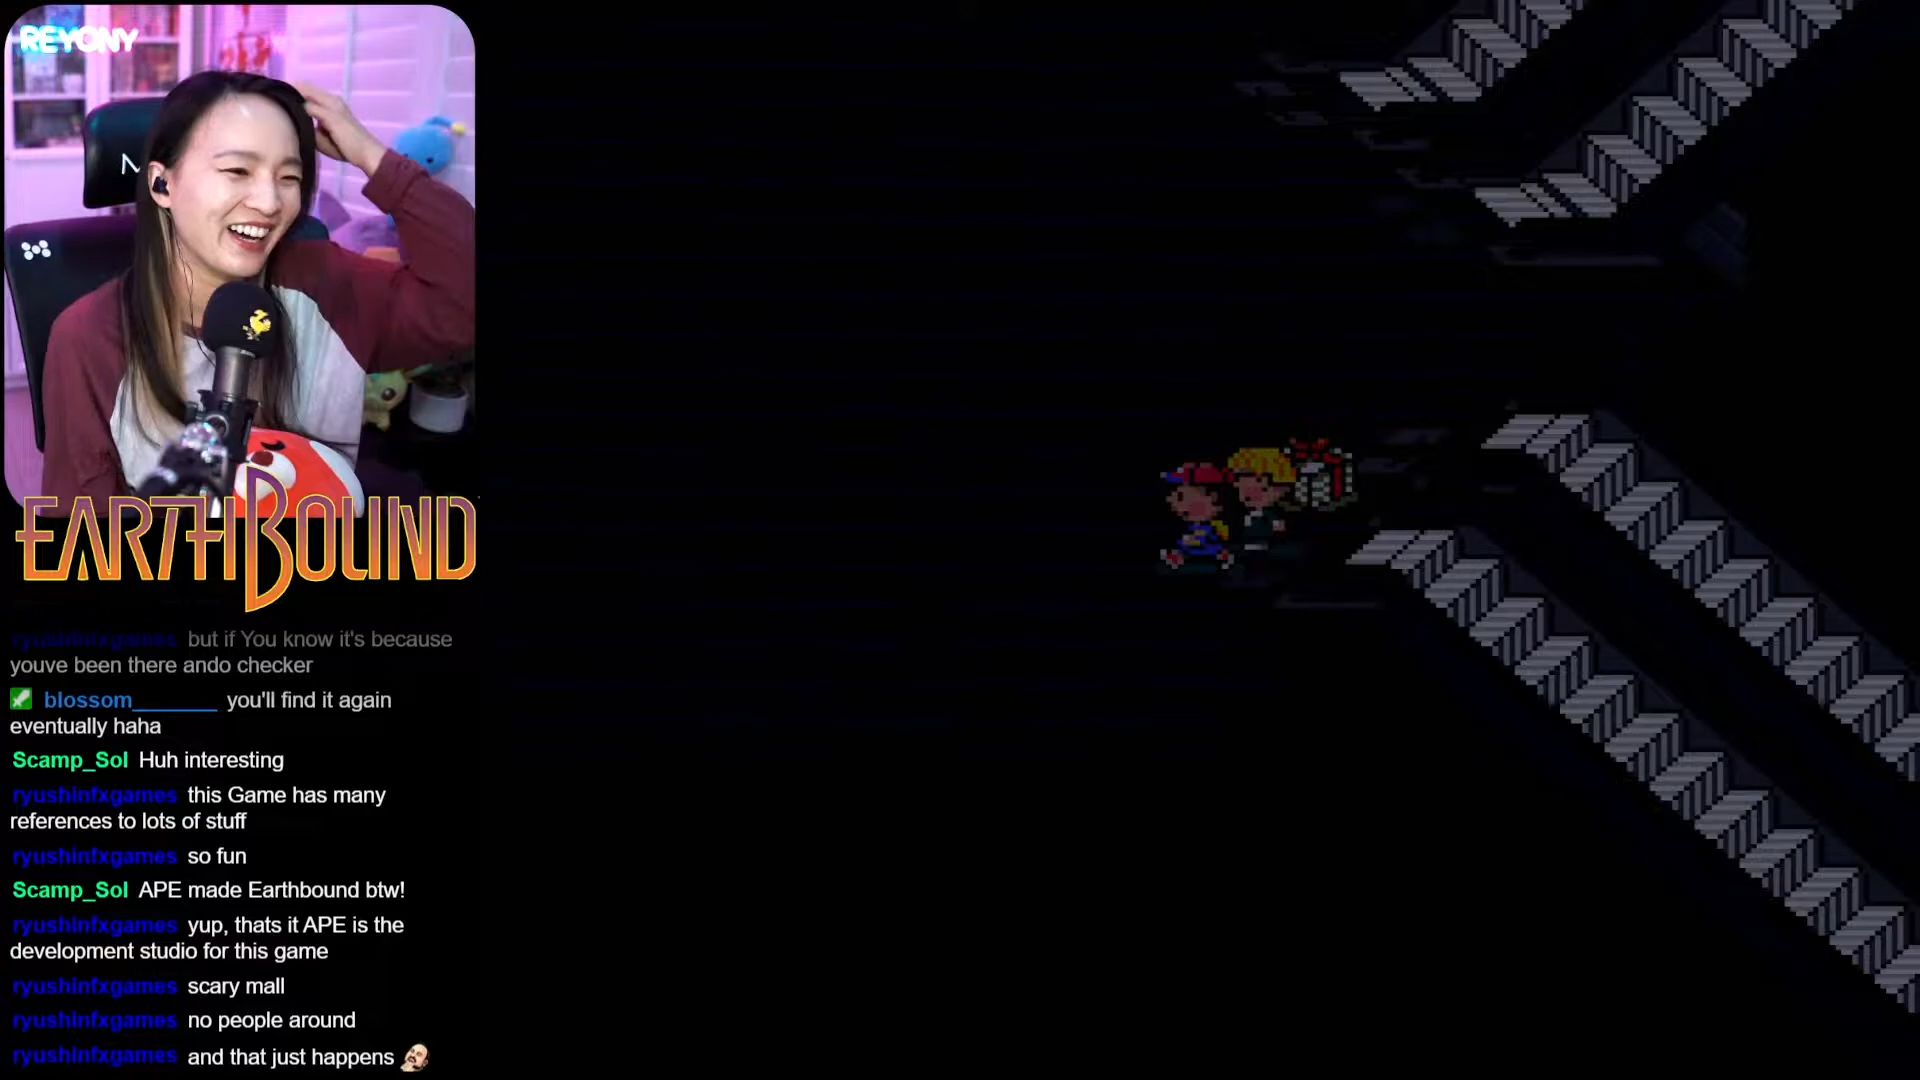 REYONY
EARTHBOUND
ryushinfxgames but if You know it's because
youve been there ando checker
blossom_______ you'll find it again
eventually haha
Scamp_Sol Huh interesting
ryushinfxgames this Game has many
references to lots of stuff
ryushinfxgames so fun
Scamp_Sol APE made Earthbound btw!
ryushinfxgames yup, thats it APE is the
development studio for this game
ryushinfxgames scary mall
ryushinfxgames no people around
ryushinfxgames and that just happens